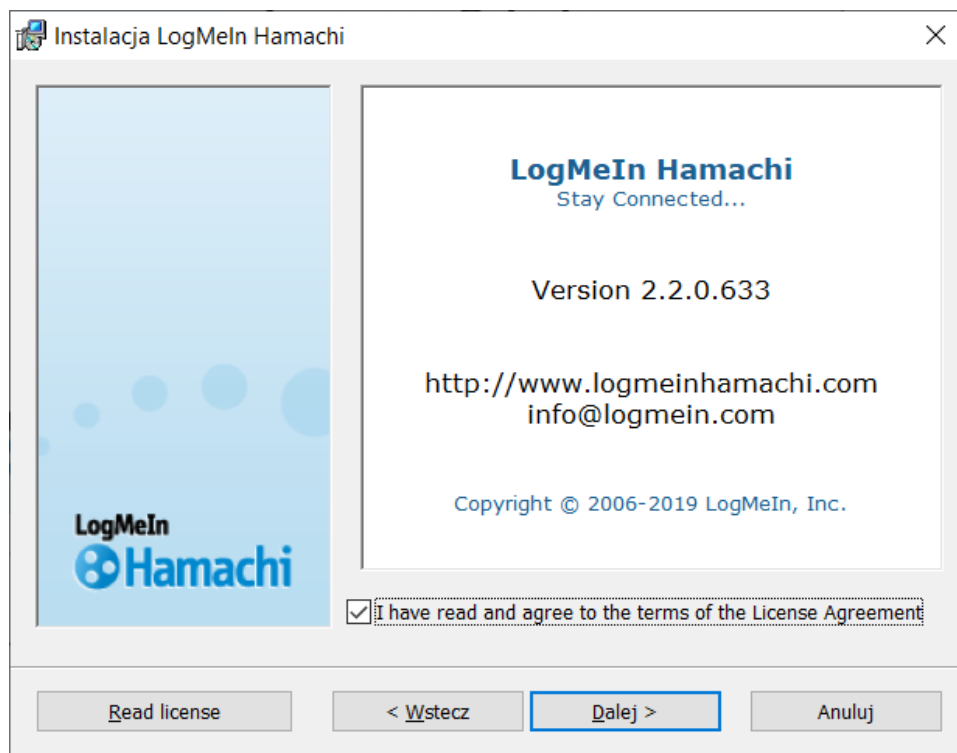 Instalacja LogMeIn Hamachi
LogMeIn Hamachi
Stay Connected...
Version 2.2.0.633
http://www.logmeinhamachi.com
info@logmein.com
Copyright © 2006-2019 LogMeIn, Inc.
LogMeIn
Hamachi
I have read and agree to the terms of the License Agreement
Read license
< Wstecz
Dalej >
Anuluj